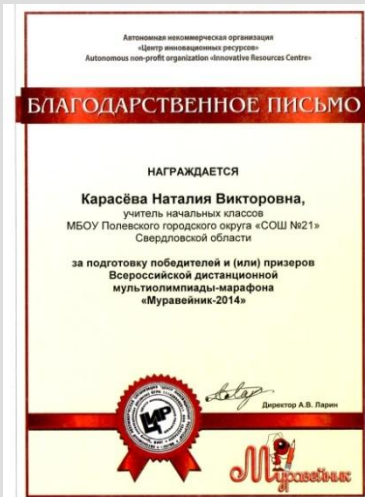 Автономная некоммерческая организация
«Центр инновационных ресурсов»
Autonomous non-profit organization «Innovative Resources Centre»
БЛАГОДАРСТВЕННОЕ ПИСЬМО
НАГРАЖДАЕТСЯ
Карасёва Наталия Викторовна,
учитель начальных классов
МБОУ Полевского городского округа «СОШ №21»
Свердловской области
за подготовку победителей и (или) призеров
Всероссийской дистанционной
мультиолимпиады-марафона
«Муравейник-2014»
Директор А.В. Ларин
ЦИР
Муравейник